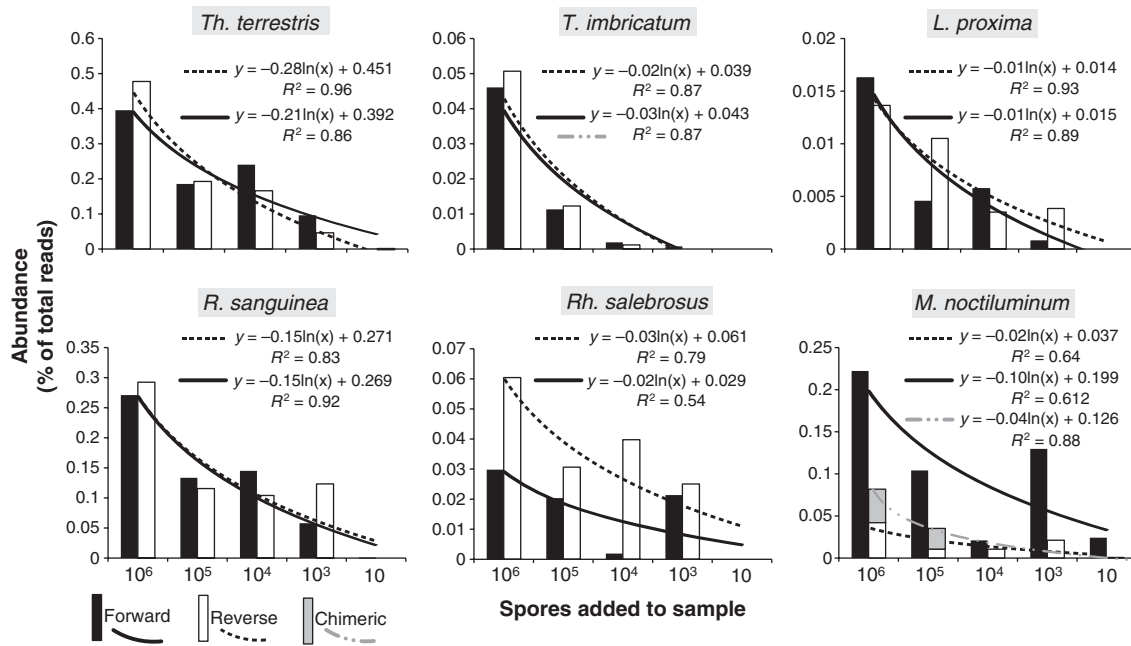 Th. terrestris
0.6
0.5
0.4
0.3
0.2
0.1
0
y = –0.28ln(x) + 0.451
R² = 0.96
y = –0.21ln(x) + 0.392
R² = 0.86
T. imbricatum
0.06
0.05
0.04
0.03
0.02
0.01
0
y = –0.02ln(x) + 0.039
R² = 0.87
y = –0.03ln(x) + 0.043
R² = 0.87
L. proxima
0.02
0.015
0.01
0.005
0
y = –0.01ln(x) + 0.014
R² = 0.93
y = –0.01ln(x) + 0.015
R² = 0.89
Abundance
(% of total reads)
R. sanguinea
0.35
0.3
0.25
0.2
0.15
0.1
0.05
0
y = –0.15ln(x) + 0.271
R² = 0.83
y = –0.15ln(x) + 0.269
R² = 0.92
10⁶ 10⁵ 10⁴ 10³ 10
Rh. salebrosus
0.07
0.06
0.05
0.04
0.03
0.02
0.01
0
y = –0.03ln(x) + 0.061
R² = 0.79
y = –0.02ln(x) + 0.029
R² = 0.54
10⁶ 10⁵ 10⁴ 10³ 10
M. noctiluminum
0.25
0.2
0.15
0.1
0.05
0
y = –0.02ln(x) + 0.037
R² = 0.64
y = –0.10ln(x) + 0.199
R² = 0.612
y = –0.04ln(x) + 0.126
R² = 0.88
10⁶ 10⁵ 10⁴ 10³ 10
Spores added to sample
Forward Reverse Chimeric